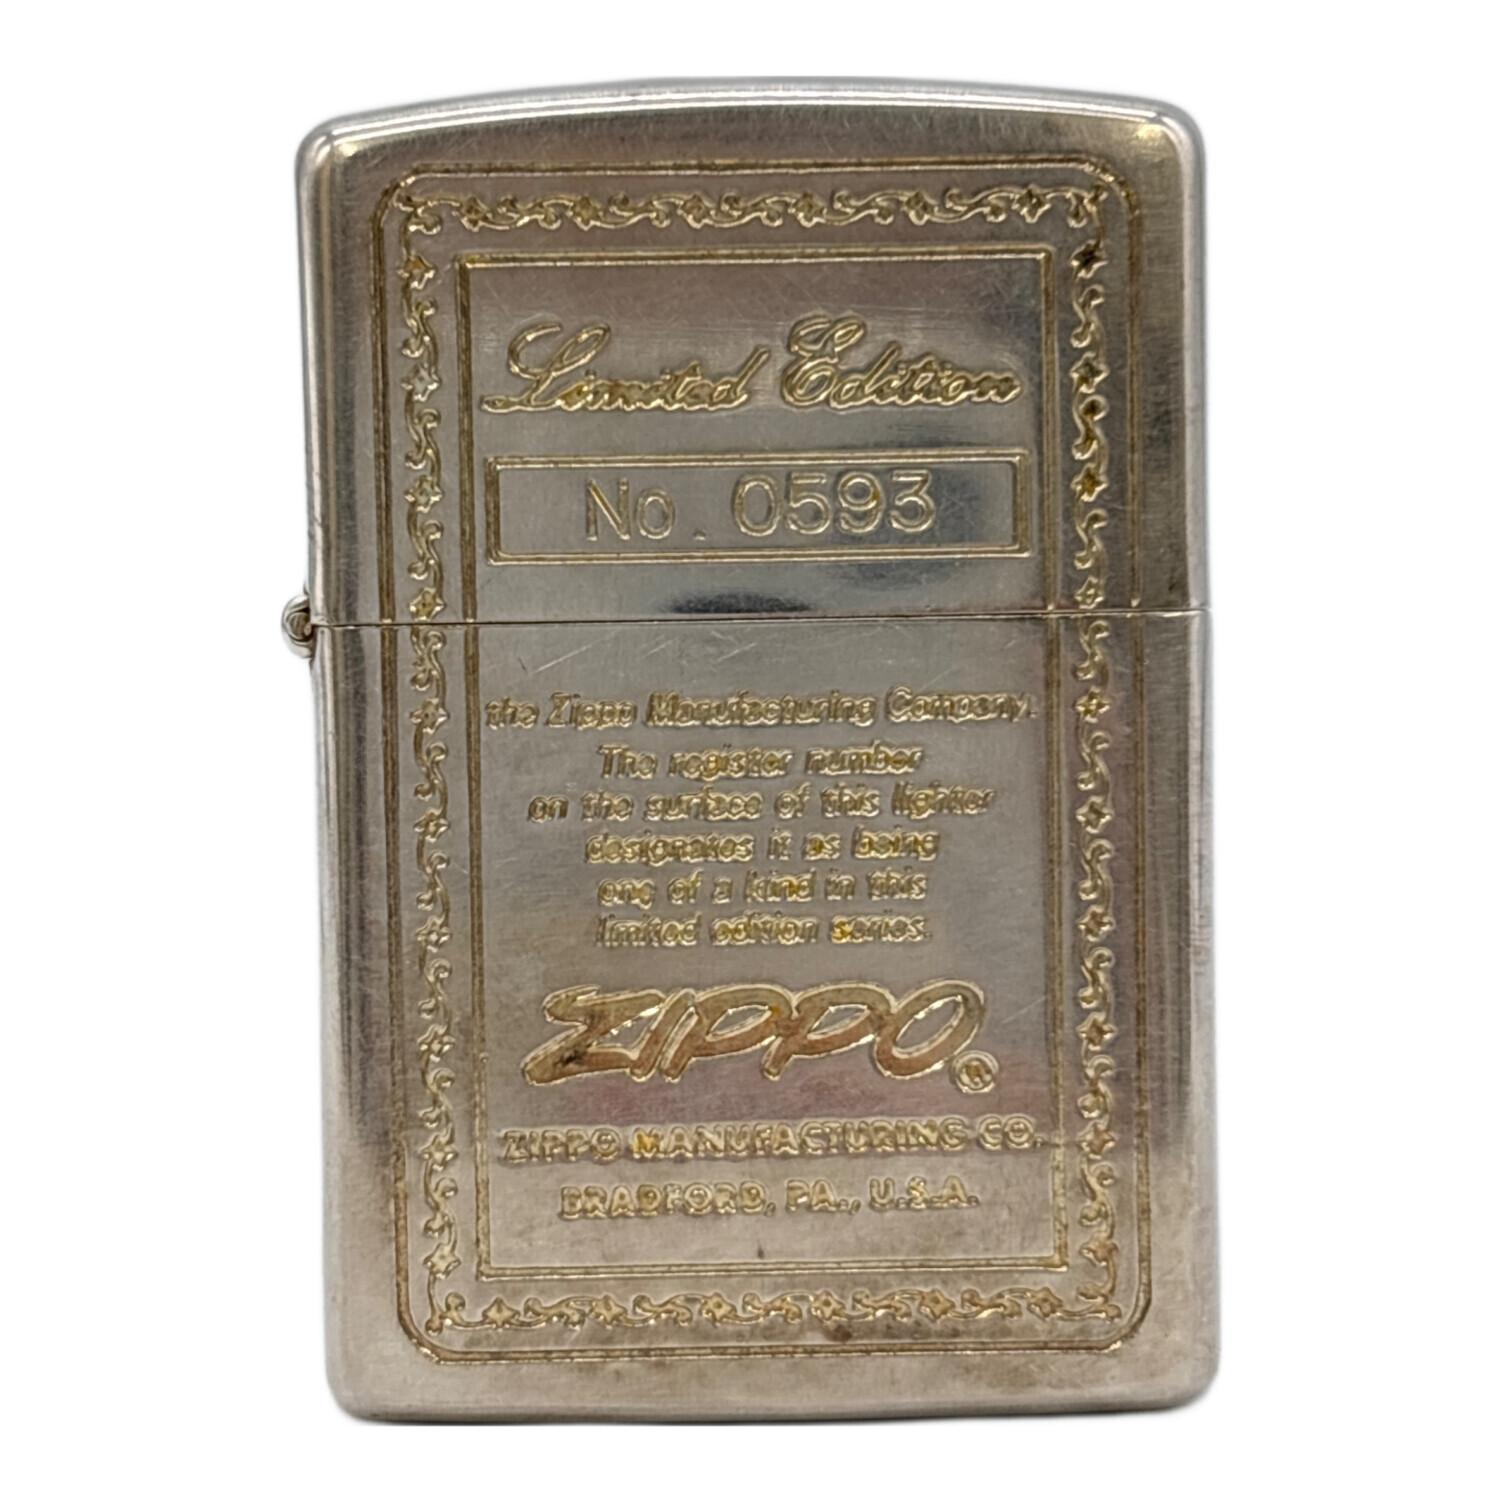 Limited Edition
No. 0593
the Zippo Manufacturing Company.
The register number
on the surface of this lighter
designates it as being
one of a kind in this
limited edition series.
ZIPPO®
ZIPPO MANUFACTURING CO.
BRADFORD, PA., U.S.A.